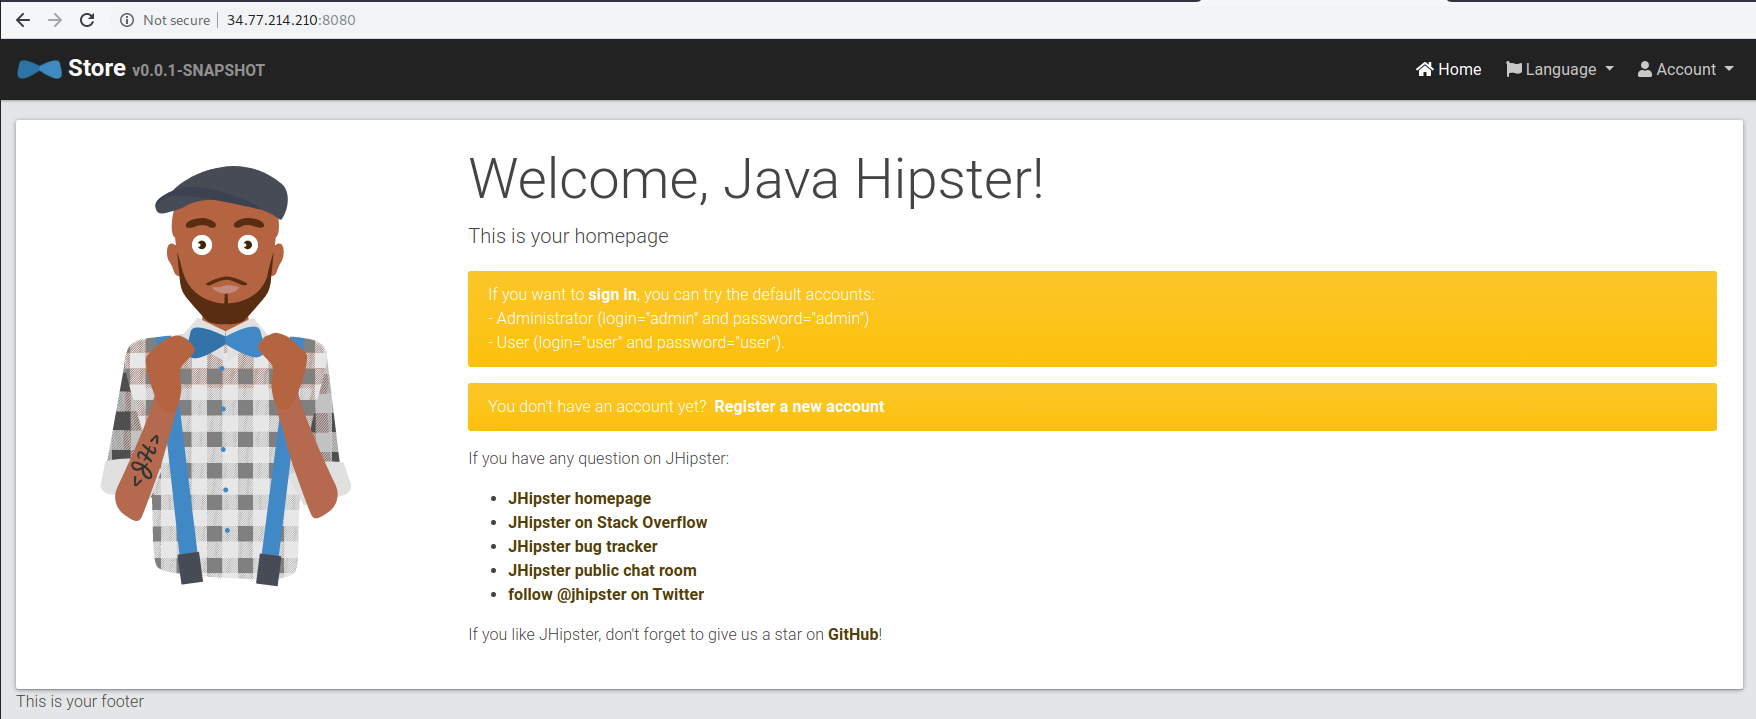 Not secure 34.77.214.210:8080
Store v0.0.1-SNAPSHOT Home Language Account
Welcome, Java Hipster!
This is your homepage
If you want to sign in, you can try the default accounts:
- Administrator (login="admin" and password="admin")
- User (login="user" and password="user").
You don't have an account yet? Register a new account
If you have any question on JHipster:
JHipster homepage
JHipster on Stack Overflow
JHipster bug tracker
JHipster public chat room
follow @jhipster on Twitter
If you like JHipster, don't forget to give us a star on GitHub!
<JH>
This is your footer